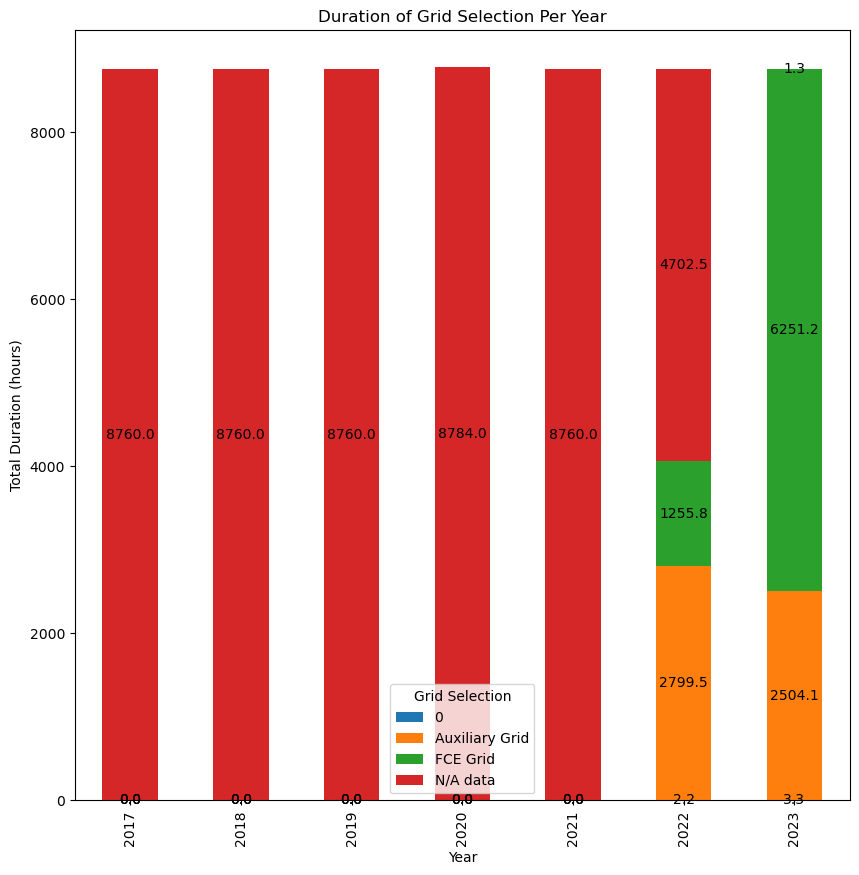 Duration of Grid Selection Per Year
1.3
8000
4702.5
6000
6251.2
Total Duration (hours)
8760.0 8760.0 8760.0 8784.0 8760.0
4000
1255.8
2000
2799.5
2504.1
Grid Selection
0
Auxiliary Grid
FCE Grid
N/A data
0
0.0 0.0 0.0 0.0 0.0 2.2 3.3
2017 2018 2019 2020 2021 2022 2023
Year